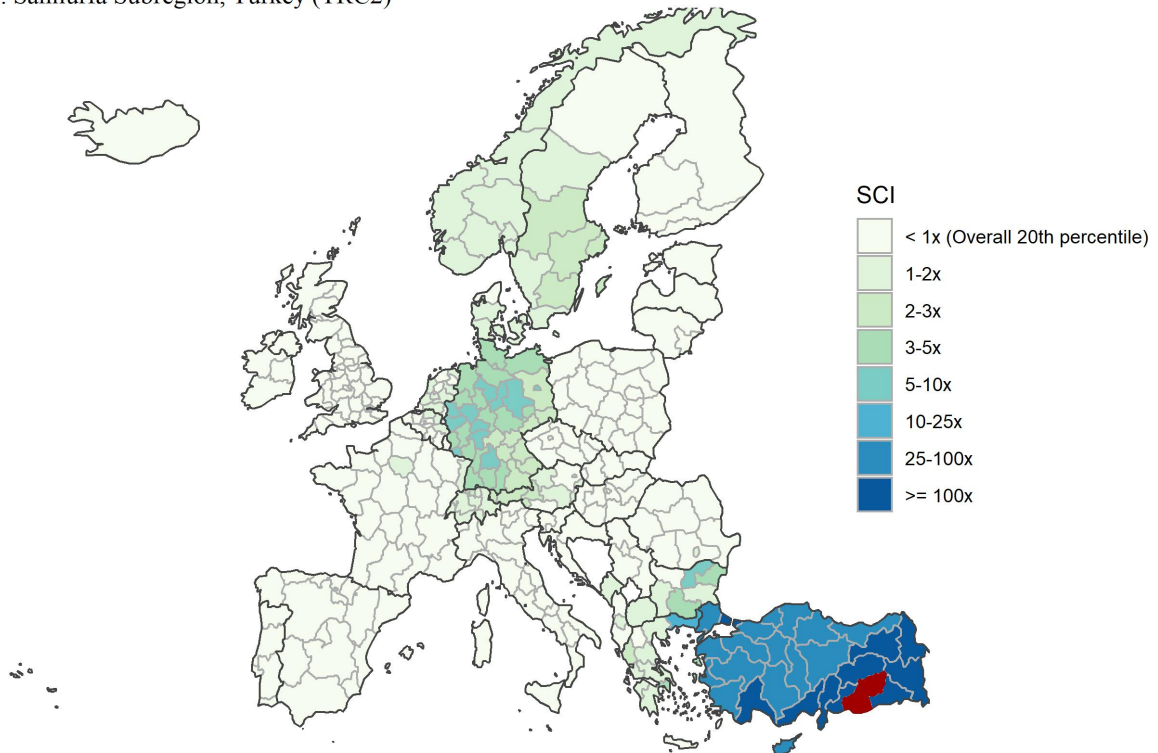 Sanliurfa Subregion, Turkey (TRC2)
SCI
< 1x (Overall 20th percentile)
1-2x
2-3x
3-5x
5-10x
10-25x
25-100x
>= 100x